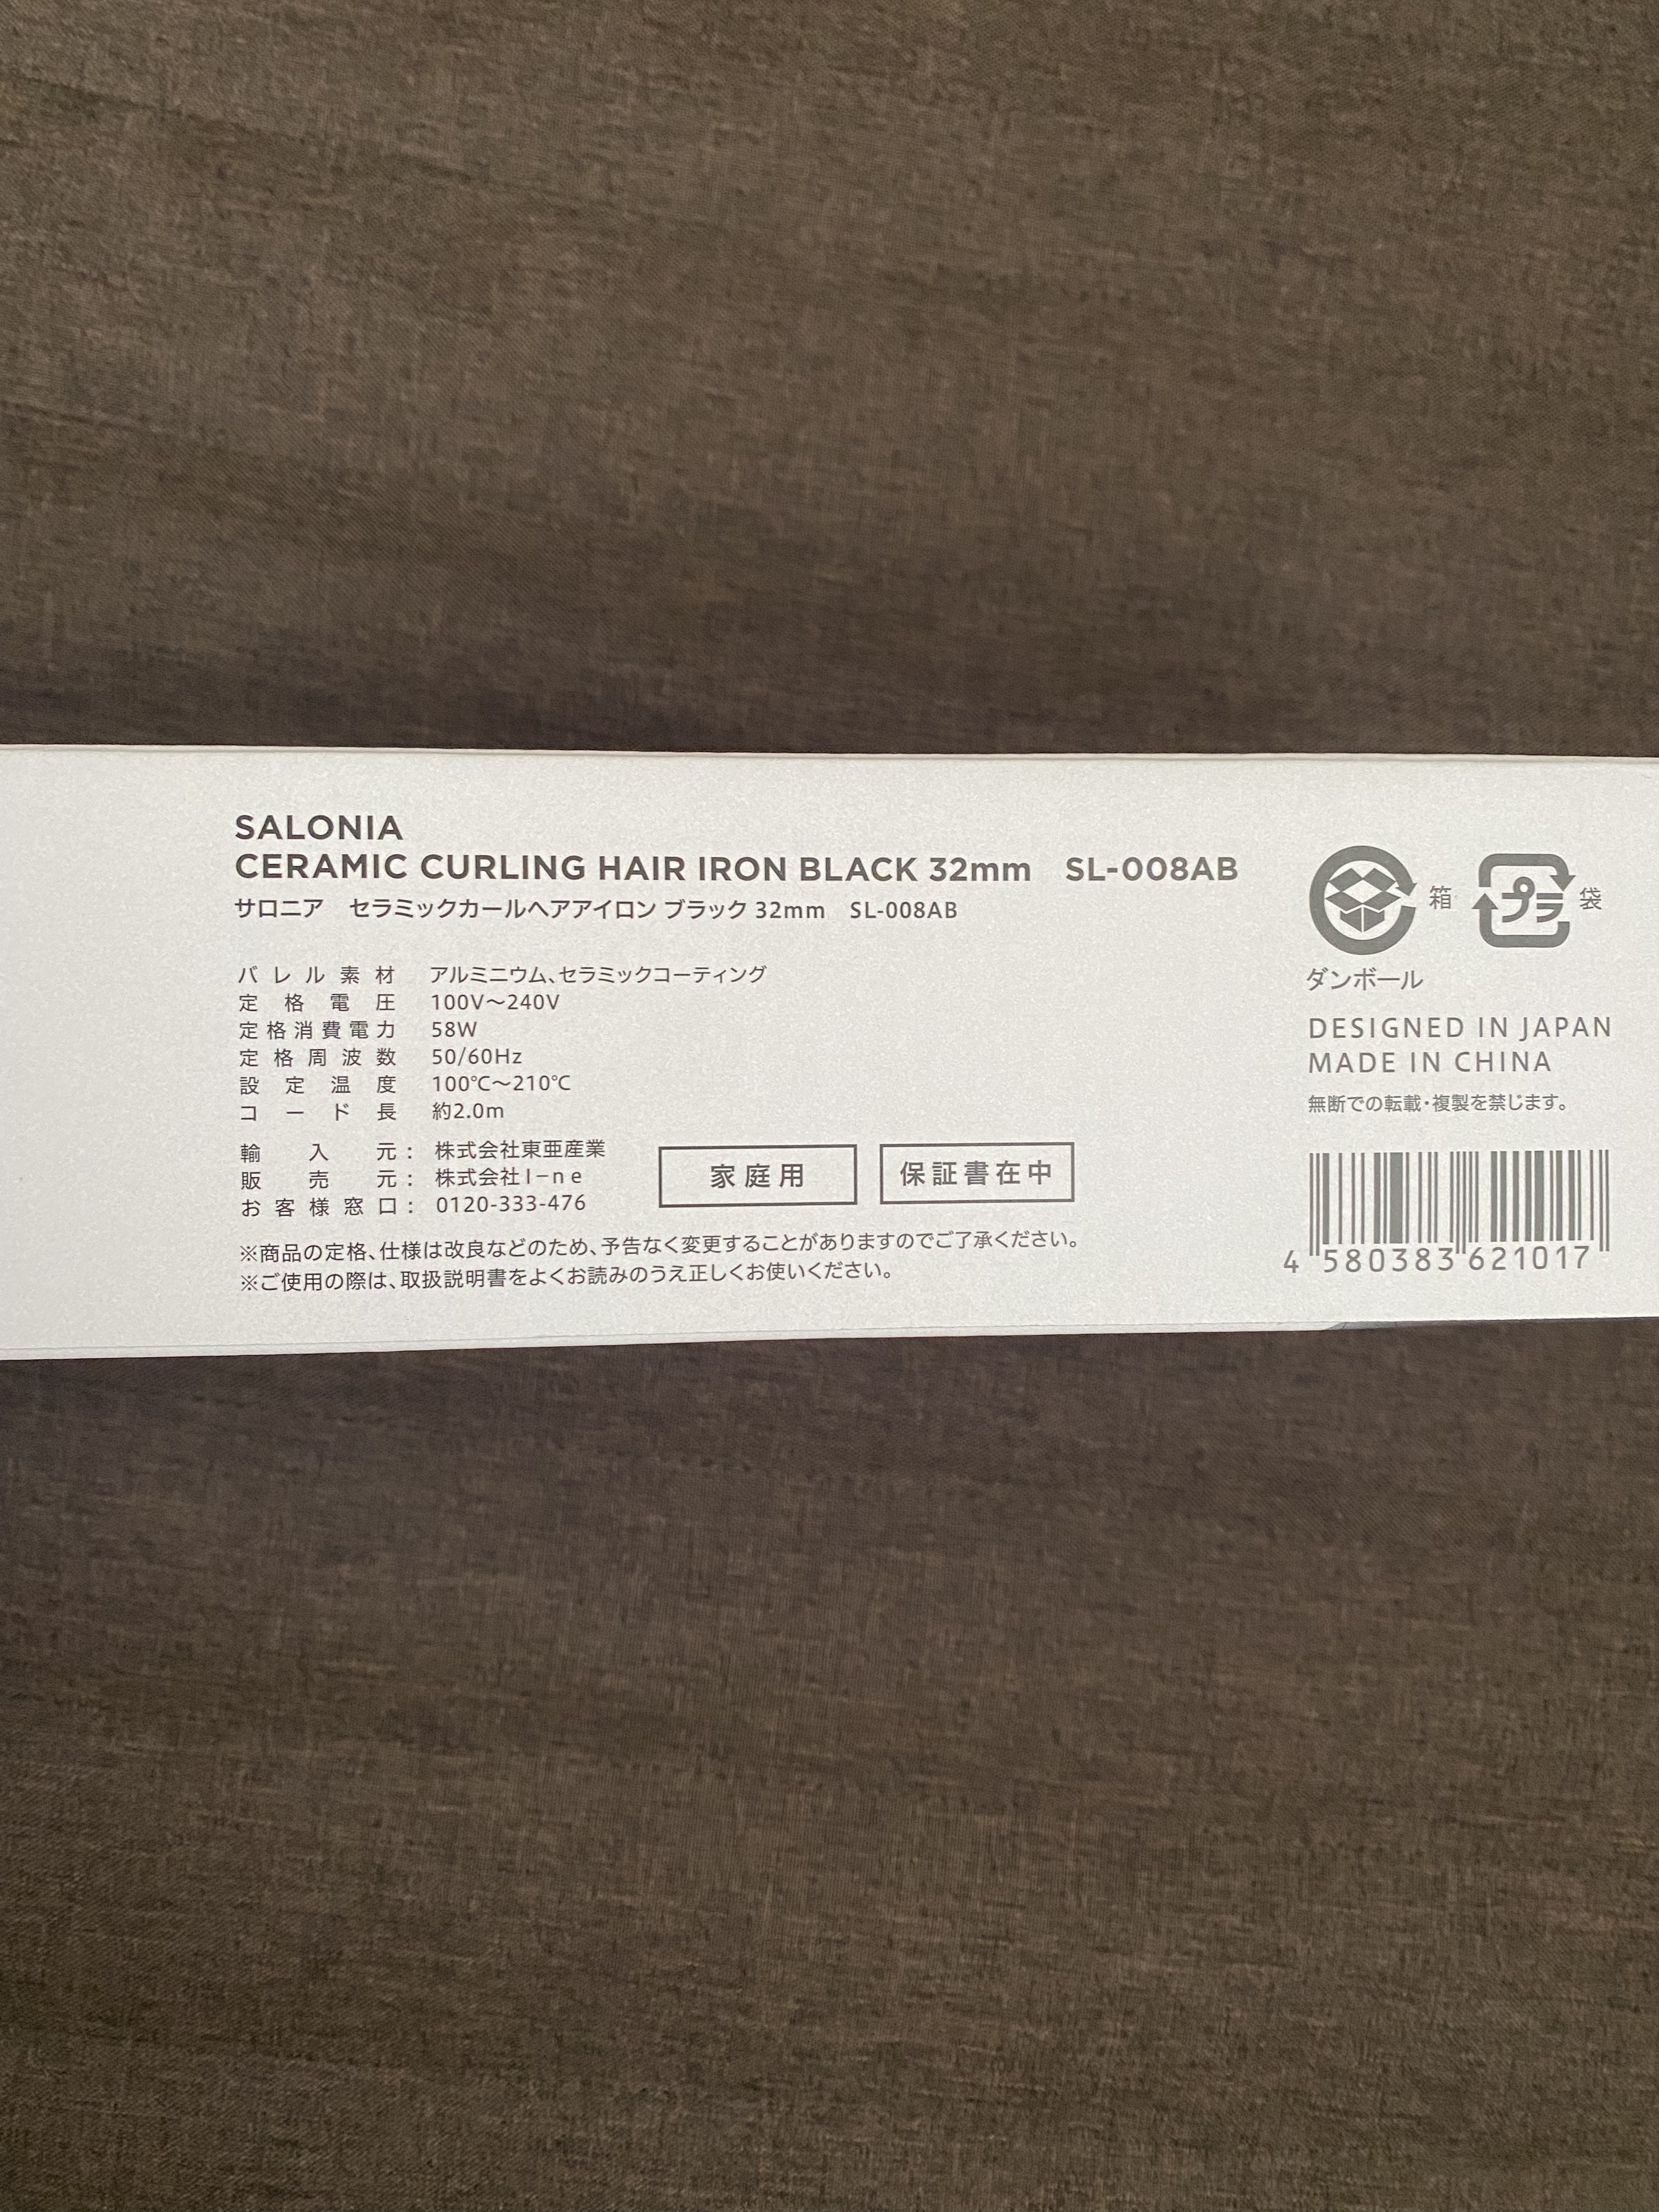 SALONIA
CERAMIC CURLING HAIR IRON BLACK 32mm SL-008AB
サロニア セラミックカールヘアアイロン ブラック 32mm SL-008AB
バレル素材 アルミニウム、セラミックコーティング
定格電圧 100V〜240V
定格消費電力 58W
定格周波数 50/60Hz
設定温度 100℃〜210℃
コード長 約2.0m
輸入元： 株式会社東亜産業
販売元： 株式会社I−ne
お客様窓口： 0120-333-476
家庭用
保証書在中
※商品の定格、仕様は改良などのため、予告なく変更することがありますのでご了承ください。
※ご使用の際は、取扱説明書をよくお読みのうえ正しくお使いください。
箱
プラ 袋
ダンボール
DESIGNED IN JAPAN
MADE IN CHINA
無断での転載・複製を禁じます。
4 580383 621017